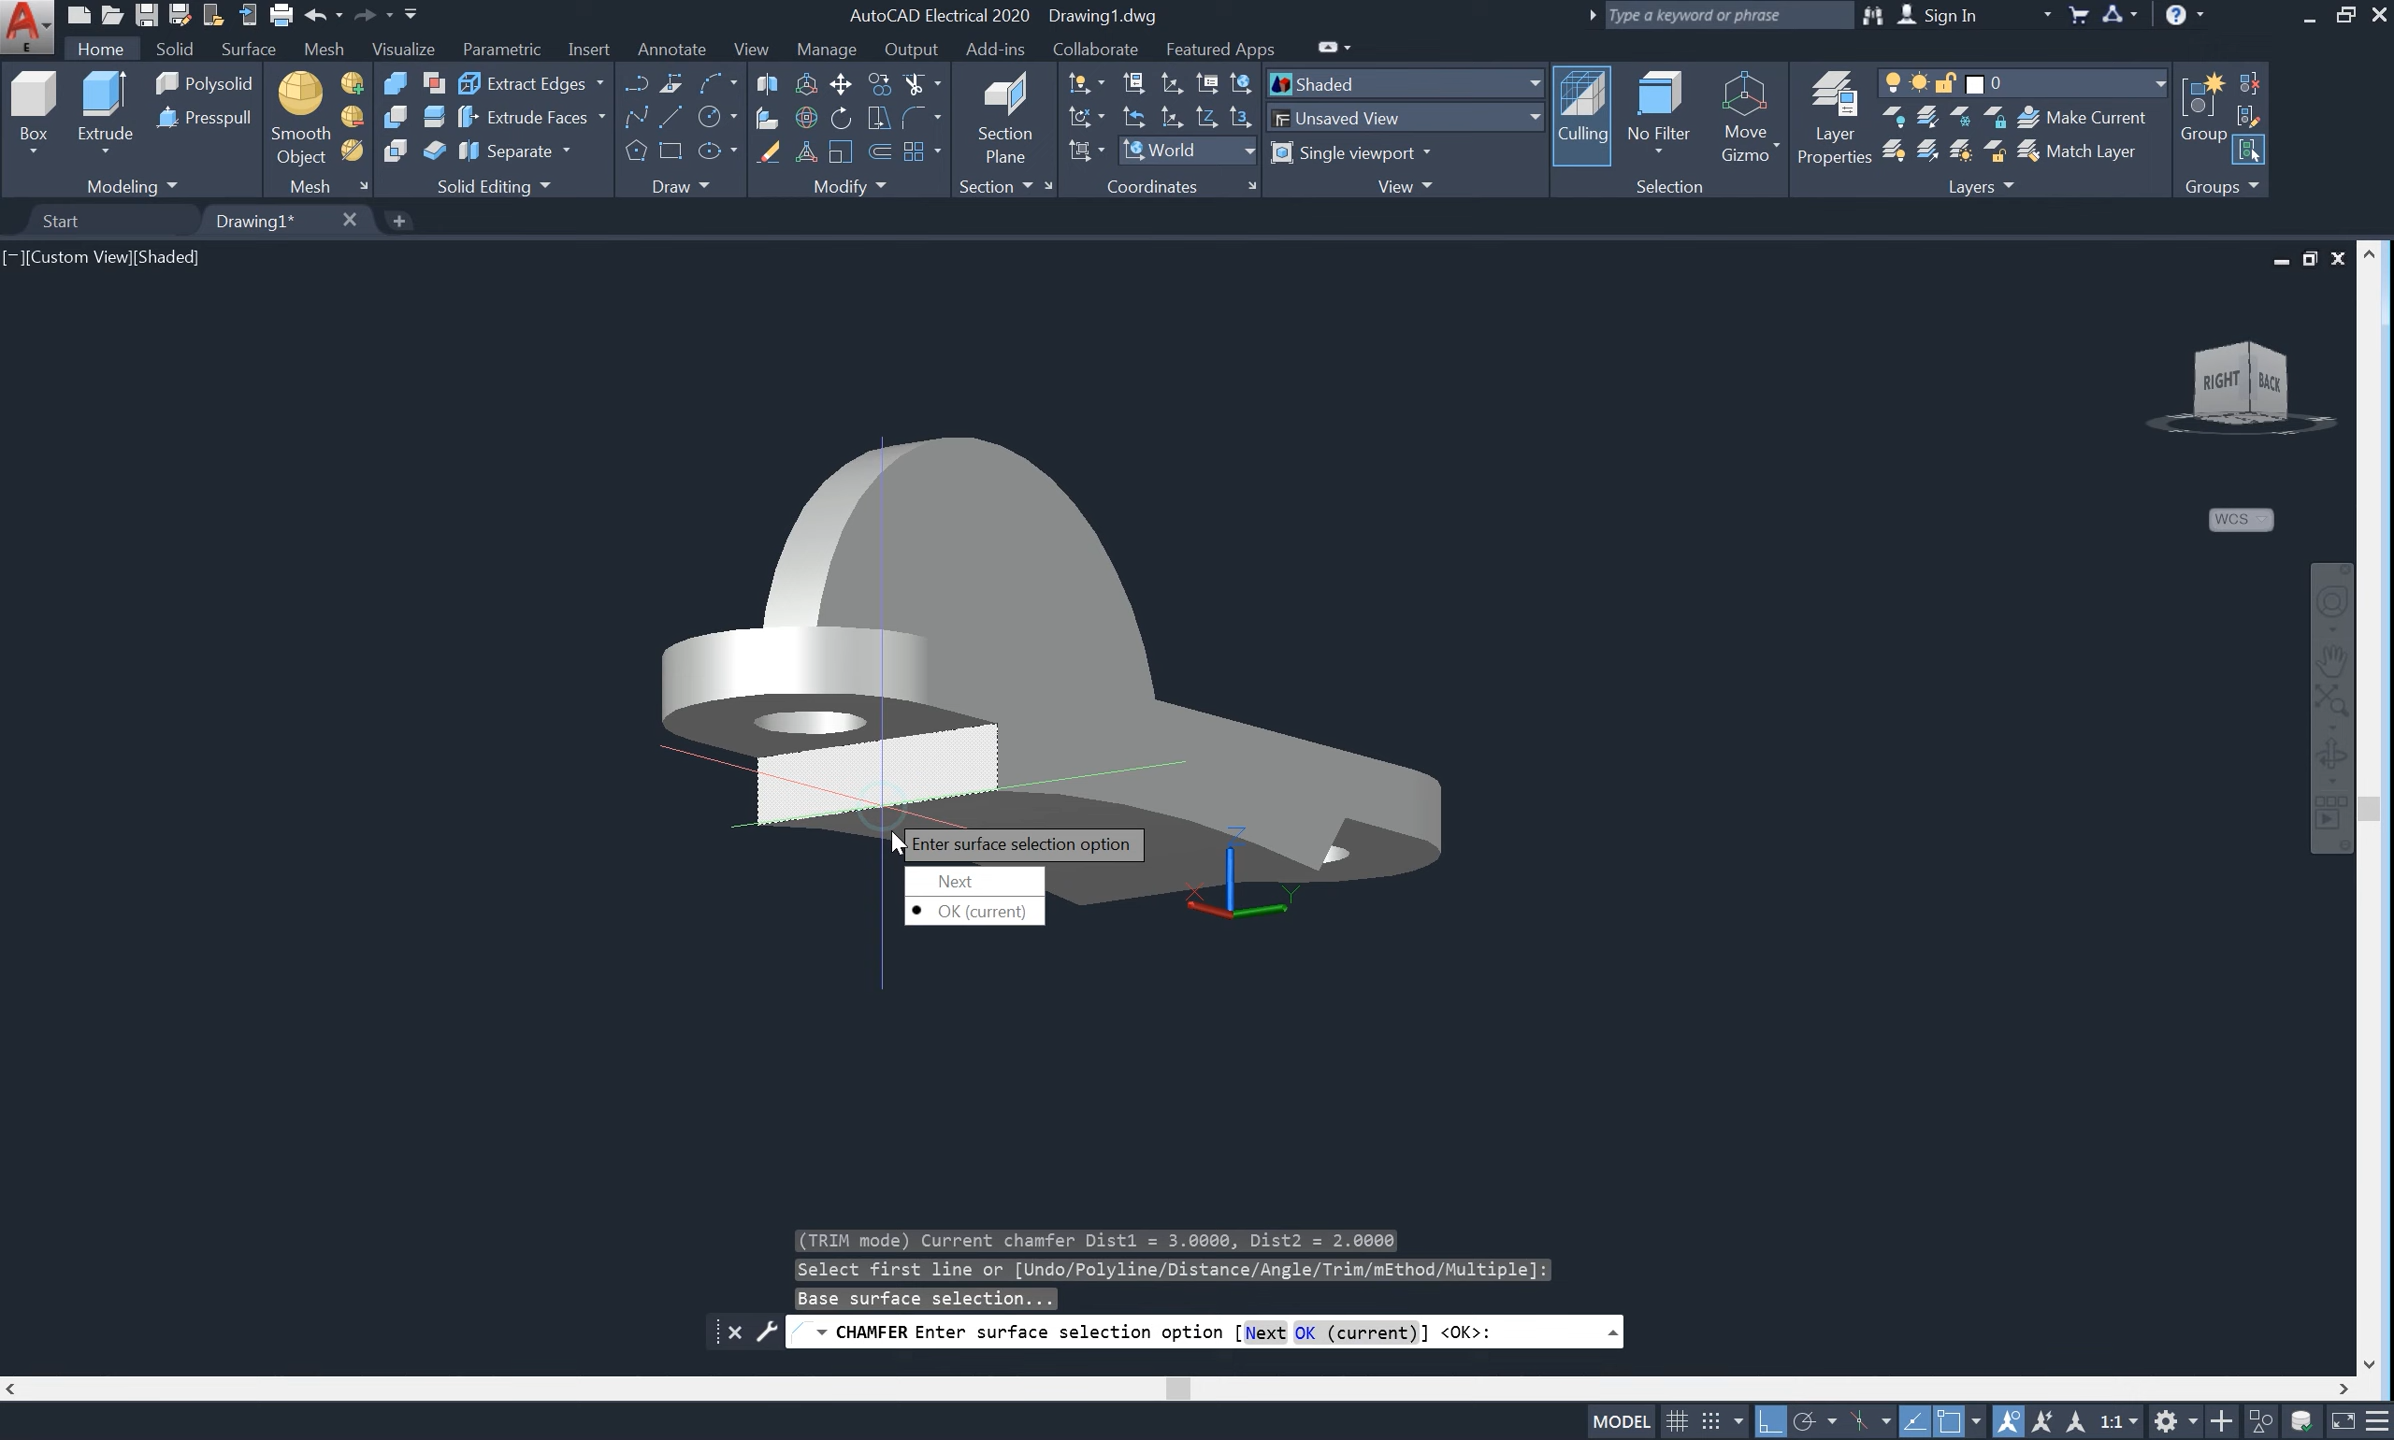 A
E
AutoCAD Electrical 2020 Drawing1.dwg
Type a keyword or phrase
Sign In
Home Solid Surface Mesh Visualize Parametric Insert Annotate View Manage Output Add-ins Collaborate Featured Apps
Box
Extrude
Polysolid
Presspull
Smooth
Object
Extract Edges
Extrude Faces
Separate
Section
Plane
World
Shaded
Unsaved View
Single viewport
Culling
No Filter
Move
Gizmo
Layer
Properties
0
Make Current
Match Layer
Group
Modeling Mesh Solid Editing Draw Modify Section Coordinates View Selection Layers Groups
Start
Drawing1*
[−][Custom View][Shaded]
RIGHT
BACK
WCS
Enter surface selection option
Next
OK (current)
Z
X
Y
(TRIM mode) Current chamfer Dist1 = 3.0000, Dist2 = 2.0000
Select first line or [Undo/Polyline/Distance/Angle/Trim/mEthod/Multiple]:
Base surface selection...
CHAMFER Enter surface selection option [Next OK (current)] <OK>:
MODEL
1:1